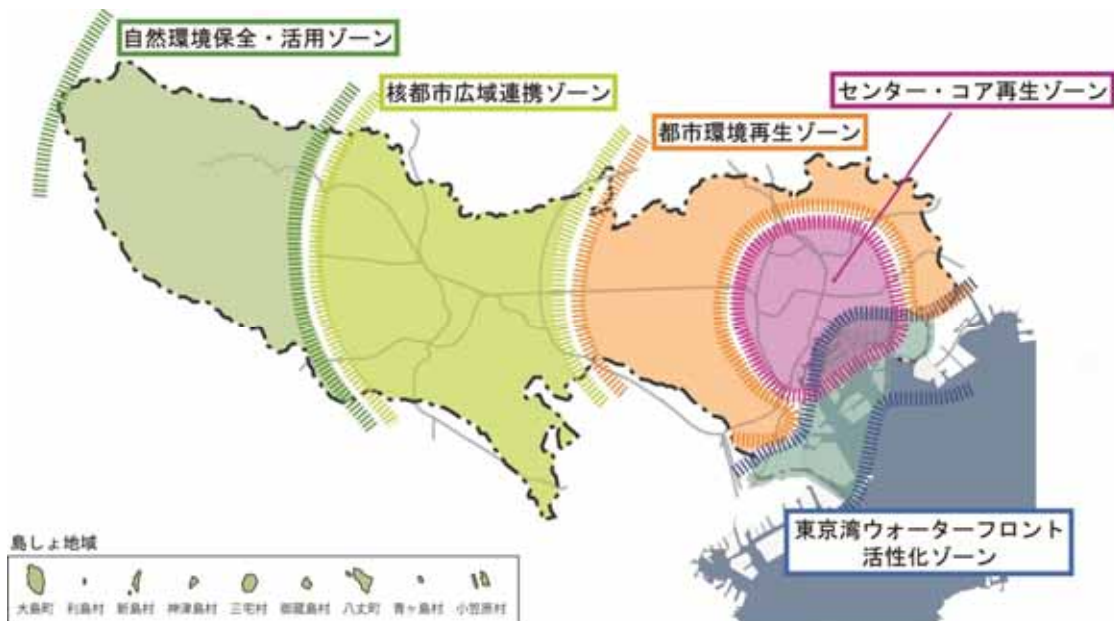 自然環境保全・活用ゾーン
核都市広域連携ゾーン
センター・コア再生ゾーン
都市環境再生ゾーン
東京湾ウォーターフロント
活性化ゾーン
島しょ地域
大島町 利島村 新島村 神津島村 三宅村 御蔵島村 八丈町 青ヶ島村 小笠原村